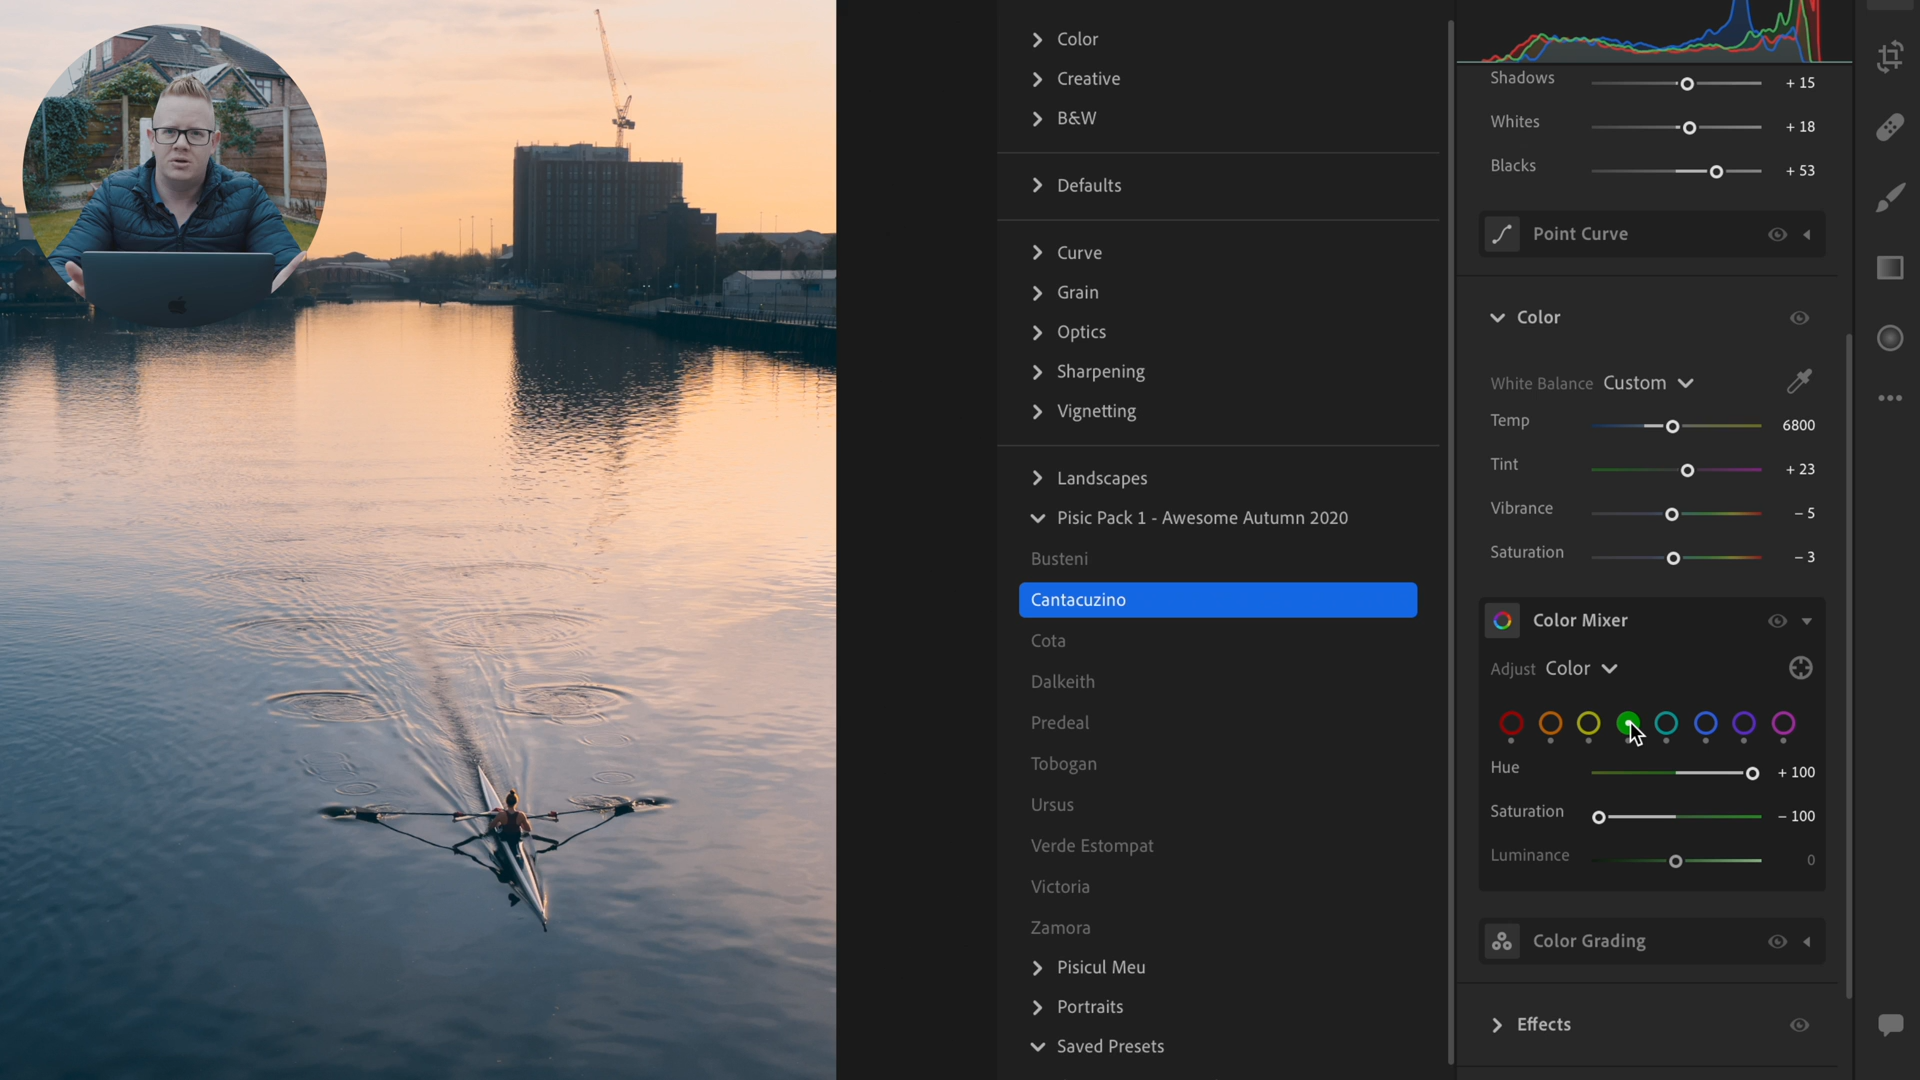 Color
Creative
B&W
Defaults
Curve
Grain
Optics
Sharpening
Vignetting
Landscapes
Pisic Pack 1 - Awesome Autumn 2020
Busteni
Cantacuzino
Cota
Dalkeith
Predeal
Tobogan
Ursus
Verde Estompat
Victoria
Zamora
Pisicul Meu
Portraits
Saved Presets
Shadows + 15
Whites + 18
Blacks + 53
Point Curve
Color
White Balance Custom
Temp 6800
Tint + 23
Vibrance – 5
Saturation – 3
Color Mixer
Adjust Color
Hue + 100
Saturation – 100
Luminance 0
Color Grading
Effects